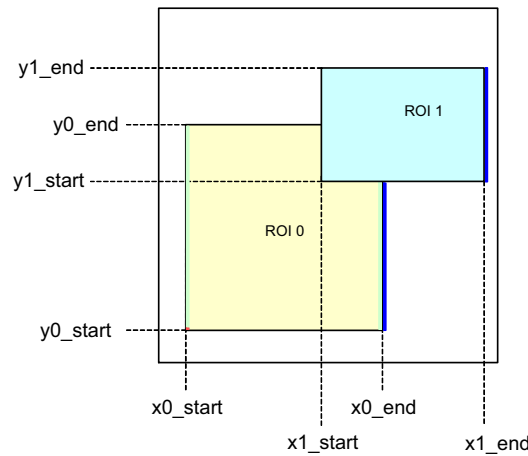 y1_end
ROI 1
y0_end
y1_start
ROI 0
y0_start
x0_start
x0_end
x1_start
x1_end